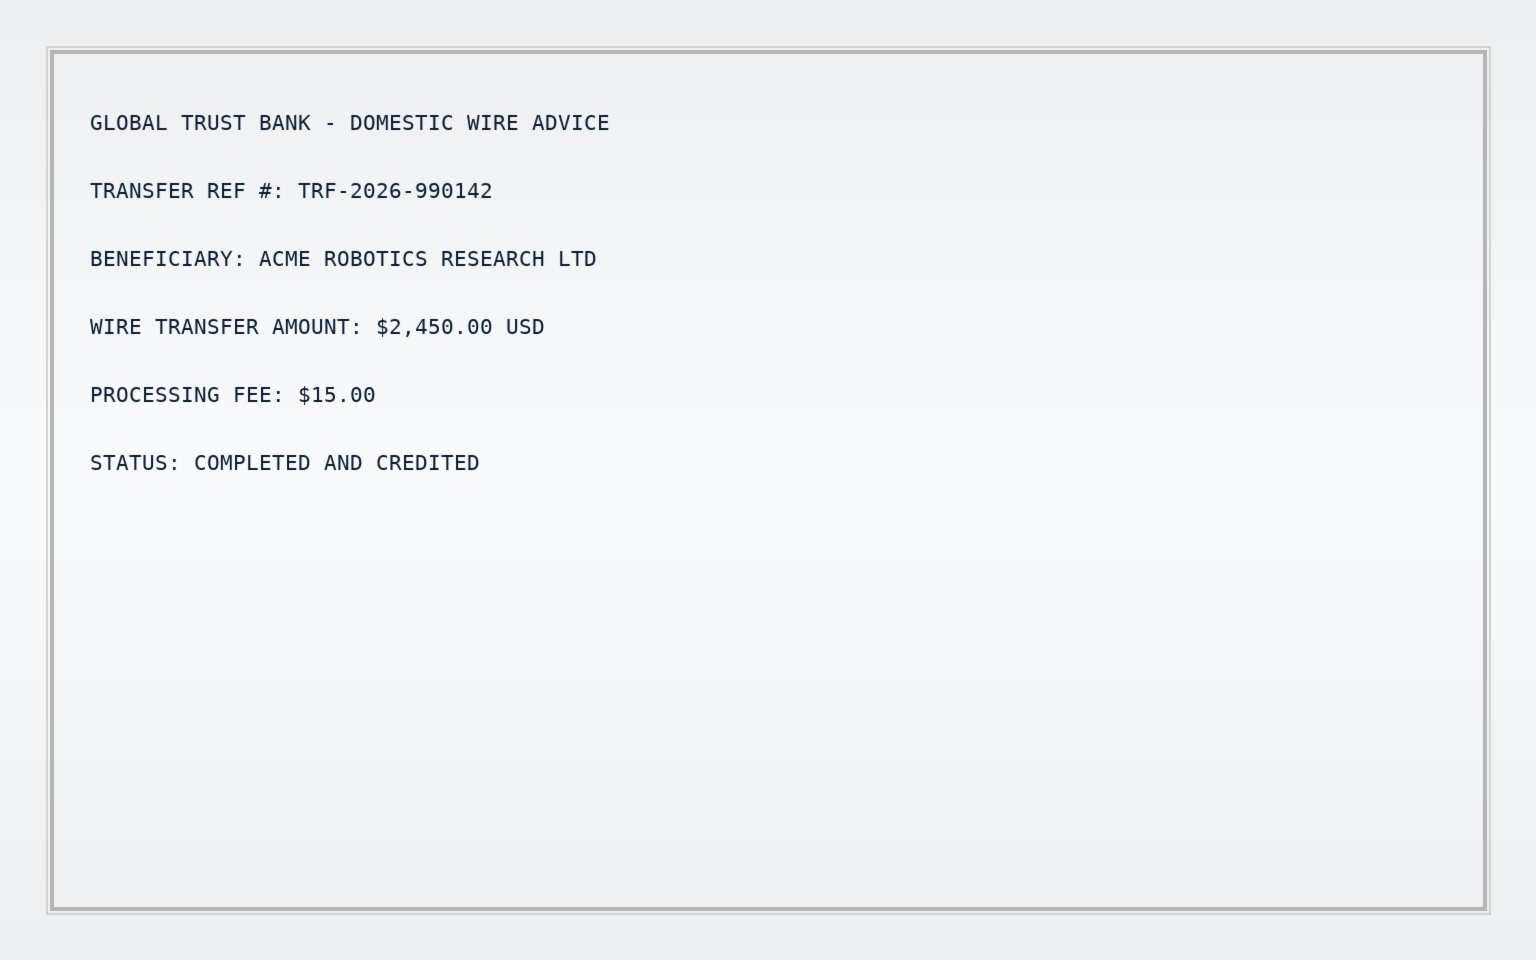 GLOBAL TRUST BANK - DOMESTIC WIRE ADVICE
TRANSFER REF #: TRF-2026-990142
BENEFICIARY: ACME ROBOTICS RESEARCH LTD
WIRE TRANSFER AMOUNT: $2,450.00 USD
PROCESSING FEE: $15.00
STATUS: COMPLETED AND CREDITED